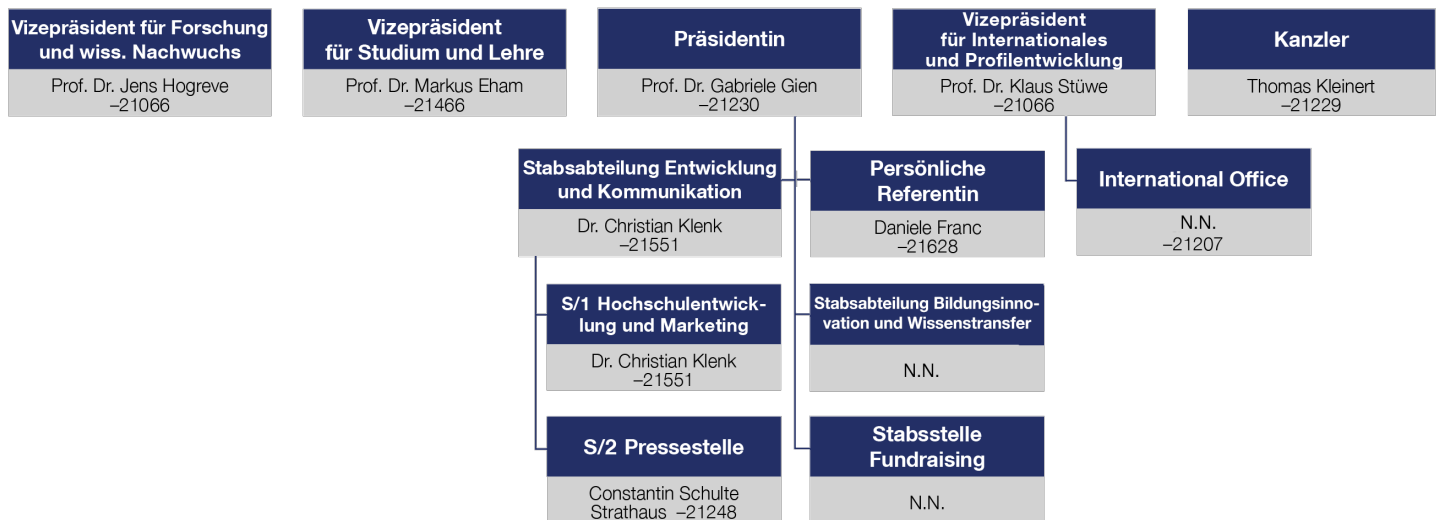 Vizepräsident für Forschung
und wiss. Nachwuchs
Prof. Dr. Jens Hogreve
–21066
Vizepräsident
für Studium und Lehre
Prof. Dr. Markus Eham
–21466
Präsidentin
Prof. Dr. Gabriele Gien
–21230
Vizepräsident
für Internationales
und Profilentwicklung
Prof. Dr. Klaus Stüwe
–21066
Kanzler
Thomas Kleinert
–21229
Stabsabteilung Entwicklung
und Kommunikation
Dr. Christian Klenk
–21551
Persönliche
Referentin
Daniele Franc
–21628
International Office
N.N.
–21207
S/1 Hochschulentwick-
lung und Marketing
Dr. Christian Klenk
–21551
Stabsabteilung Bildungsinno-
vation und Wissenstransfer
N.N.
S/2 Pressestelle
Constantin Schulte
Strathaus –21248
Stabsstelle
Fundraising
N.N.